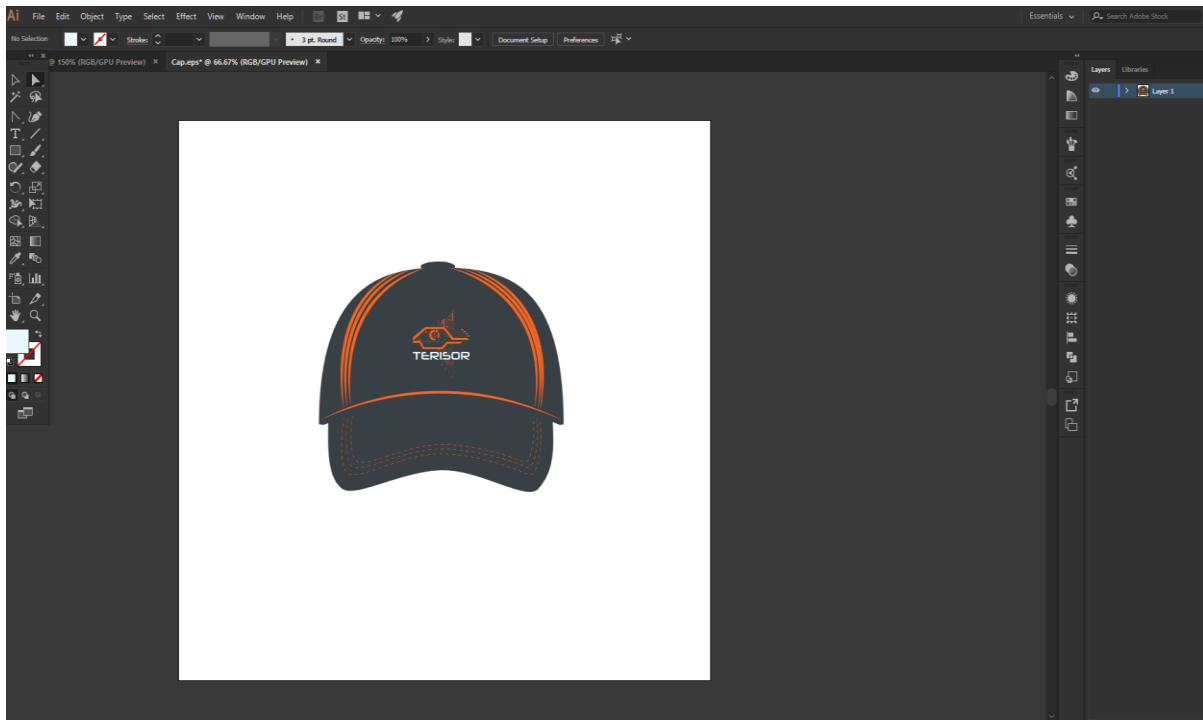 Ai File Edit Object Type Select Effect View Window Help Br St Essentials Search Adobe Stock
No Selection Stroke: 3 pt. Round Opacity: 100% Style: Document Setup Preferences
@ 150% (RGB/GPU Preview) × Cap.eps* @ 66.67% (RGB/GPU Preview) ×
Layers Libraries
Layer 1
TERISOR